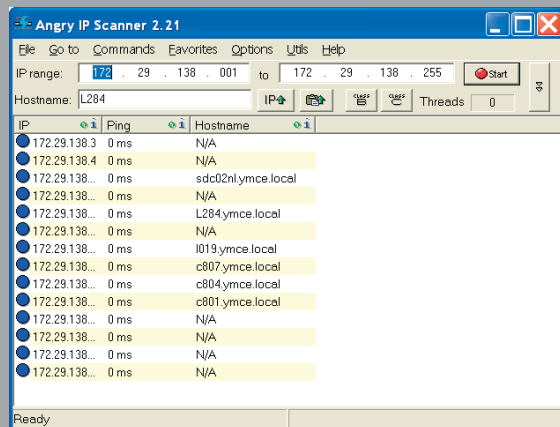 Angry IP Scanner 2.21
File Go to Commands Favorites Options Utils Help
IP range: 172 . 29 . 138 . 001 to 172 . 29 . 138 . 255 Start
Hostname: L284 IP CLASS B CLASS C Threads 0
IP Ping Hostname
172.29.138.3 0 ms N/A
172.29.138.4 0 ms N/A
172.29.138... 0 ms sdc02nl.ymce.local
172.29.138... 0 ms N/A
172.29.138... 0 ms L284.ymce.local
172.29.138... 0 ms N/A
172.29.138... 0 ms l019.ymce.local
172.29.138... 0 ms c807.ymce.local
172.29.138... 0 ms c804.ymce.local
172.29.138... 0 ms c801.ymce.local
172.29.138... 0 ms N/A
172.29.138... 0 ms N/A
172.29.138... 0 ms N/A
172.29.138... 0 ms N/A
Ready